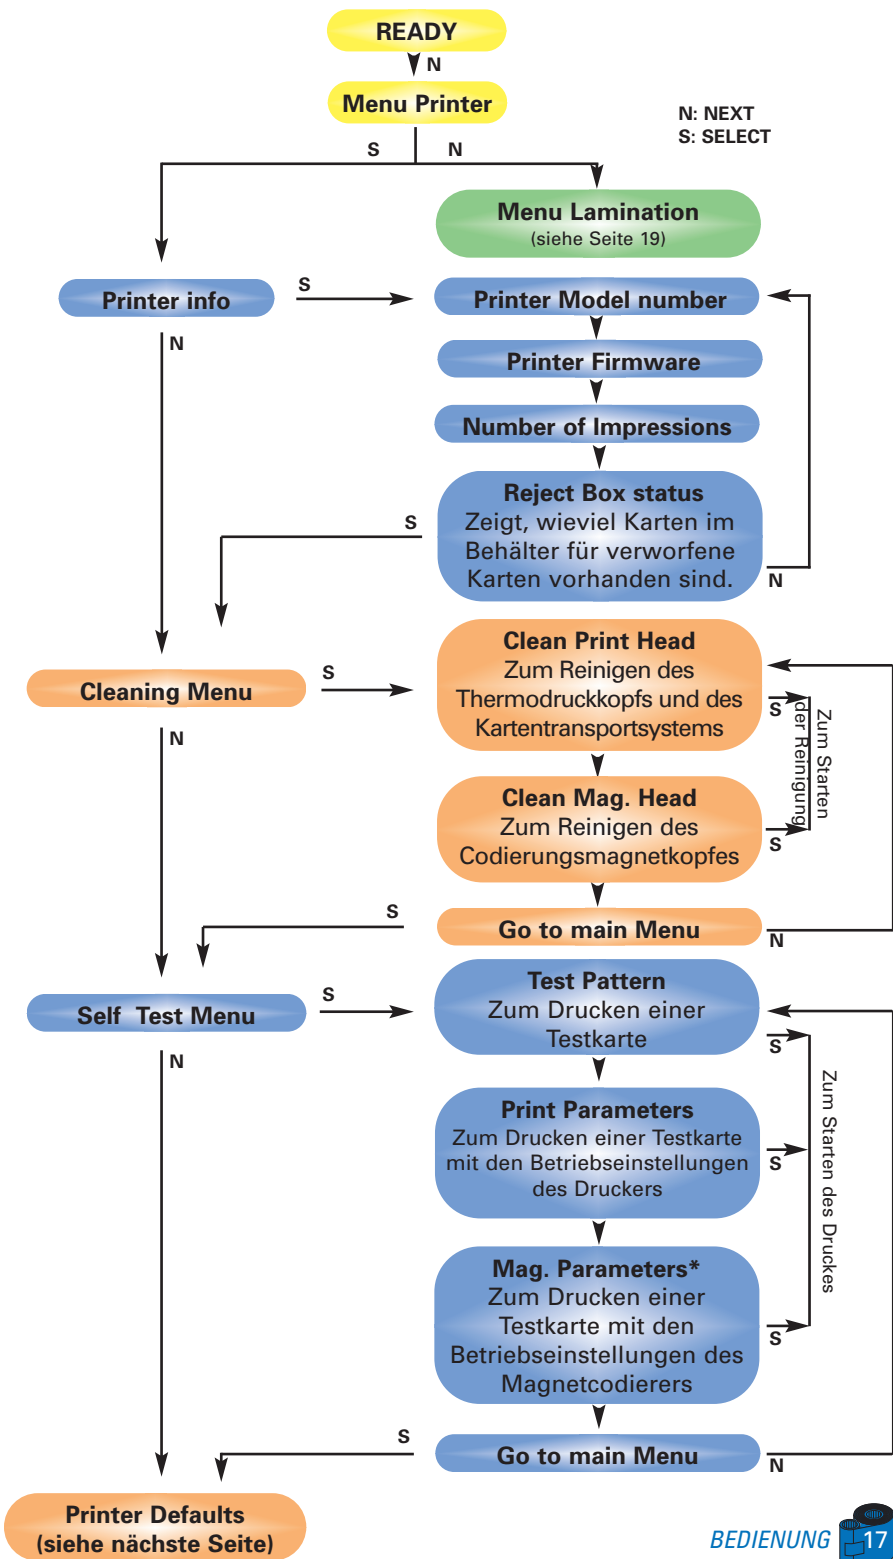 READY
N
Menu Printer
N: NEXT
S: SELECT
S
N
Menu Lamination
(siehe Seite 19)
Printer info
S
Printer Model number
N
Printer Firmware
Number of Impressions
Reject Box status
Zeigt, wieviel Karten im
Behälter für verworfene
Karten vorhanden sind.
S
N
Clean Print Head
Zum Reinigen des
Thermodruckkopfs und des
Kartentransportsystems
Cleaning Menu
S
S
N
Zum Starten
der Reinigung
Clean Mag. Head
Zum Reinigen des
Codierungsmagnetkopfes
S
S
Go to main Menu
N
Test Pattern
Zum Drucken einer
Testkarte
Self Test Menu
S
S
N
Print Parameters
Zum Drucken einer Testkarte
mit den Betriebseinstellungen
des Druckers
S
Zum Starten des Druckes
Mag. Parameters*
Zum Drucken einer
Testkarte mit den
Betriebseinstellungen des
Magnetcodierers
S
S
Go to main Menu
N
Printer Defaults
(siehe nächste Seite)
BEDIENUNG 17